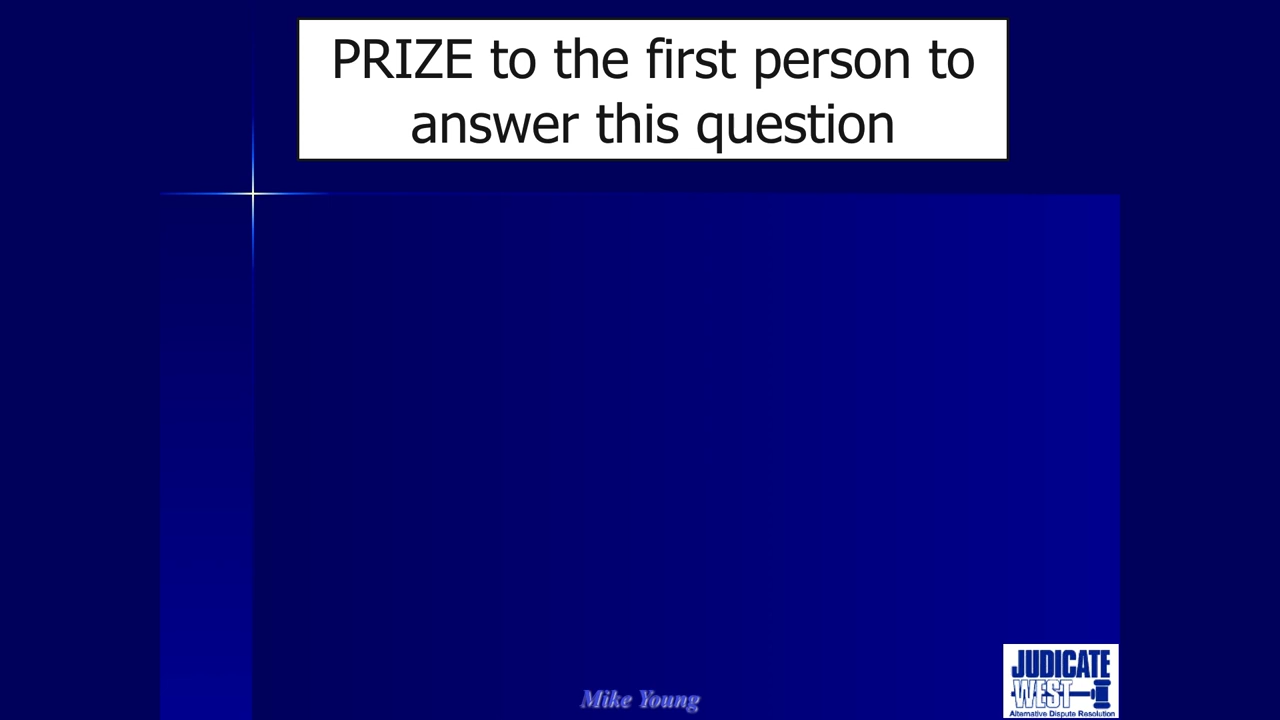 PRIZE to the first person to
answer this question
Mike Young
JUDICATE
WEST
Alternative Dispute Resolution